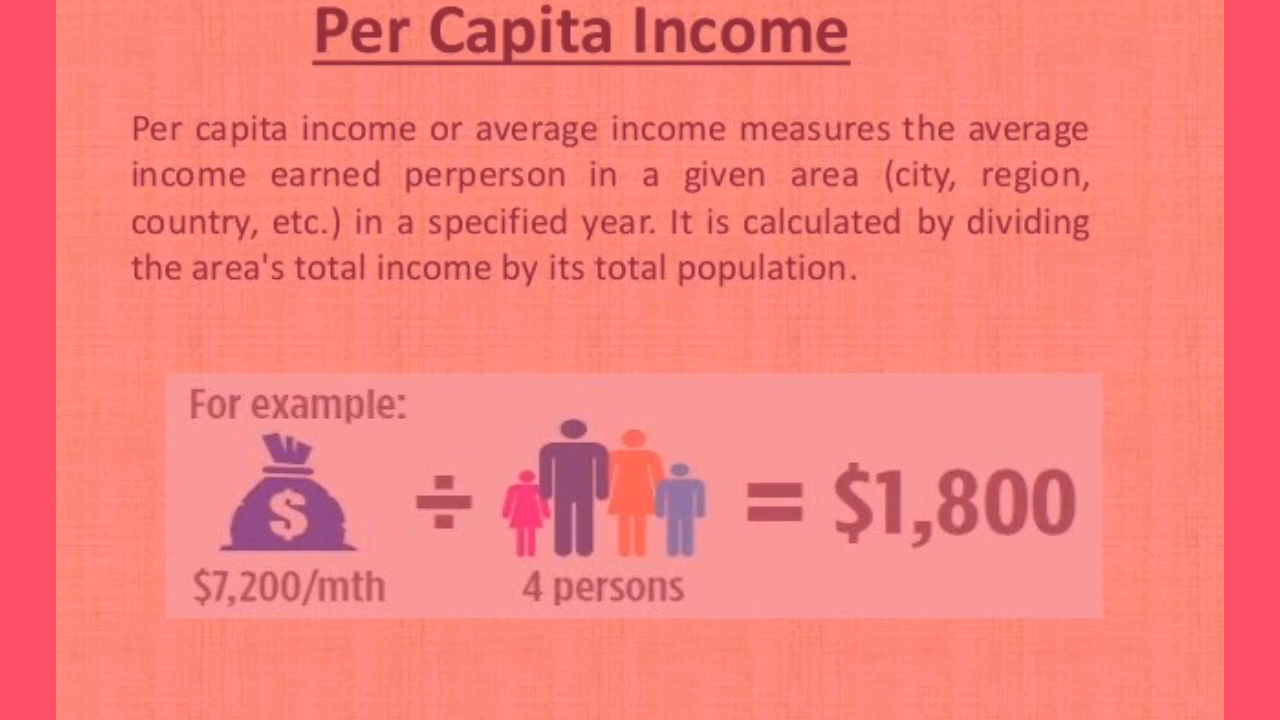 Per Capita Income
Per capita income or average income measures the average
income earned perperson in a given area (city, region,
country, etc.) in a specified year. It is calculated by dividing
the area's total income by its total population.
For example:
$
÷
= $1,800
$7,200/mth
4 persons